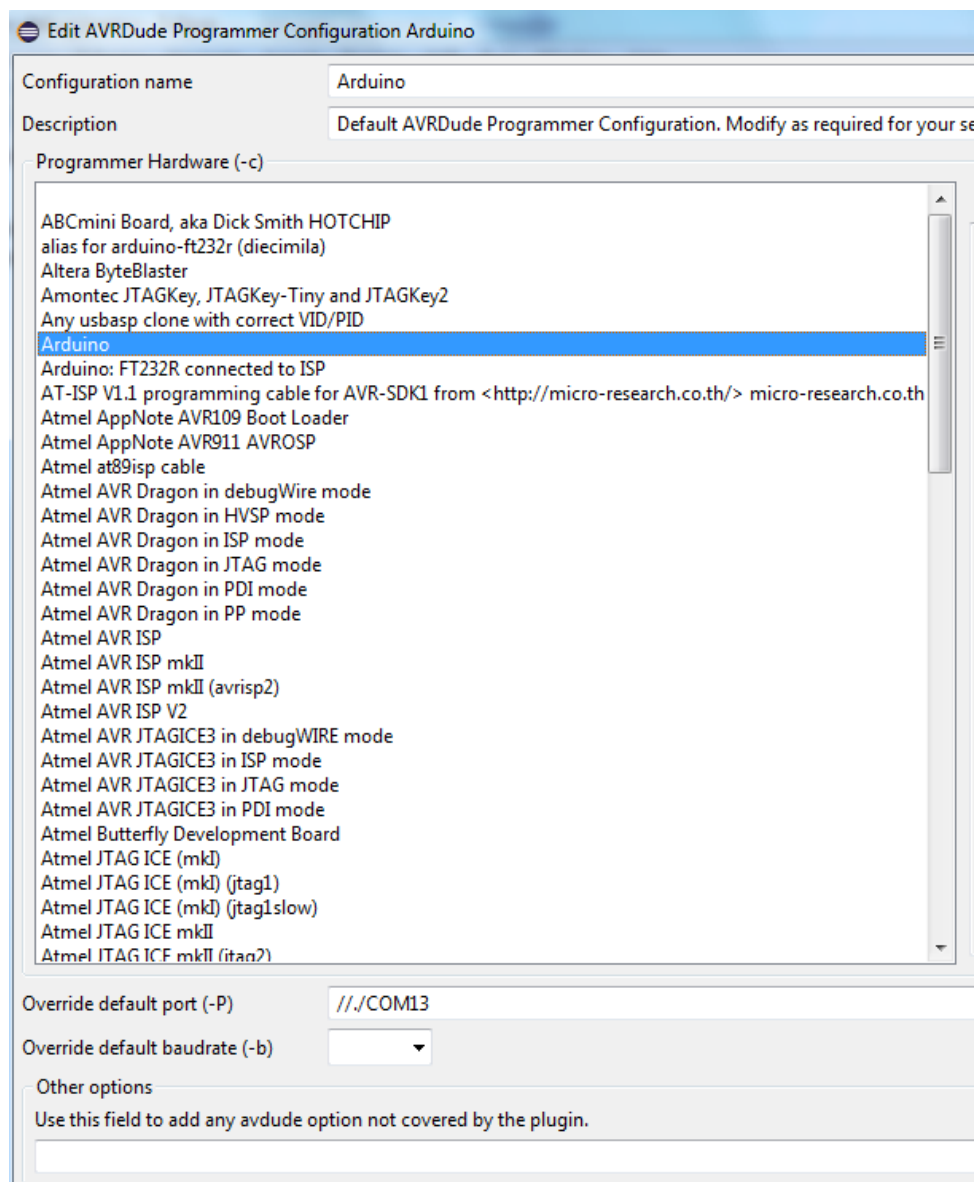 Edit AVRDude Programmer Configuration Arduino
Configuration name Arduino
Description Default AVRDude Programmer Configuration. Modify as required for your se
Programmer Hardware (-c)
ABCmini Board, aka Dick Smith HOTCHIP
alias for arduino-ft232r (diecimila)
Altera ByteBlaster
Amontec JTAGKey, JTAGKey-Tiny and JTAGKey2
Any usbasp clone with correct VID/PID
Arduino
Arduino: FT232R connected to ISP
AT-ISP V1.1 programming cable for AVR-SDK1 from <http://micro-research.co.th/> micro-research.co.th
Atmel AppNote AVR109 Boot Loader
Atmel AppNote AVR911 AVROSP
Atmel at89isp cable
Atmel AVR Dragon in debugWire mode
Atmel AVR Dragon in HVSP mode
Atmel AVR Dragon in ISP mode
Atmel AVR Dragon in JTAG mode
Atmel AVR Dragon in PDI mode
Atmel AVR Dragon in PP mode
Atmel AVR ISP
Atmel AVR ISP mkII
Atmel AVR ISP mkII (avrisp2)
Atmel AVR ISP V2
Atmel AVR JTAGICE3 in debugWIRE mode
Atmel AVR JTAGICE3 in ISP mode
Atmel AVR JTAGICE3 in JTAG mode
Atmel AVR JTAGICE3 in PDI mode
Atmel Butterfly Development Board
Atmel JTAG ICE (mkI)
Atmel JTAG ICE (mkI) (jtag1)
Atmel JTAG ICE (mkI) (jtag1slow)
Atmel JTAG ICE mkII
Atmel JTAG ICE mkII (jtag2)
Override default port (-P) //./COM13
Override default baudrate (-b)
Other options
Use this field to add any avdude option not covered by the plugin.